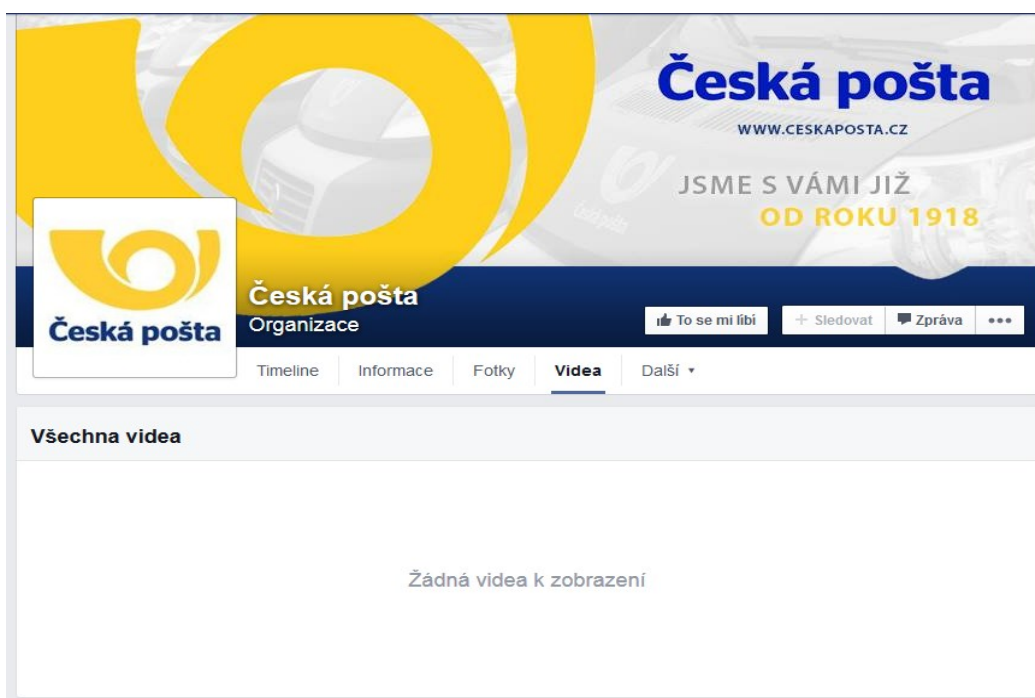 Česká pošta
WWW.CESKAPOSTA.CZ
JSME S VÁMI JIŽ
OD ROKU 1918
Česká pošta
Česká pošta
Organizace
To se mi líbí
+ Sledovat
Zpráva
Timeline
Informace
Fotky
Videa
Další
Všechna videa
Žádná videa k zobrazení